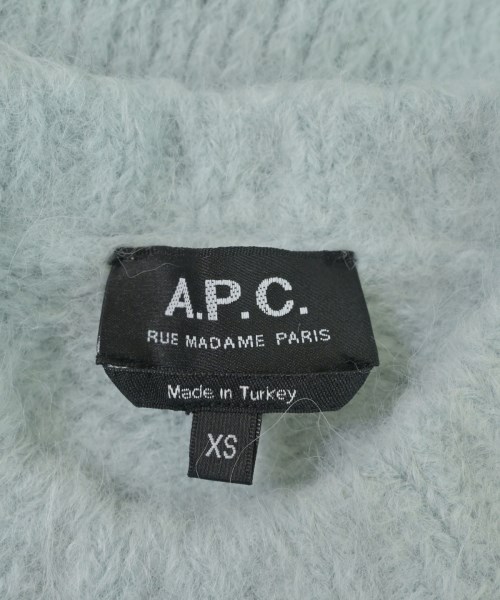 A.P.C.
RUE MADAME PARIS
Made in Turkey
XS